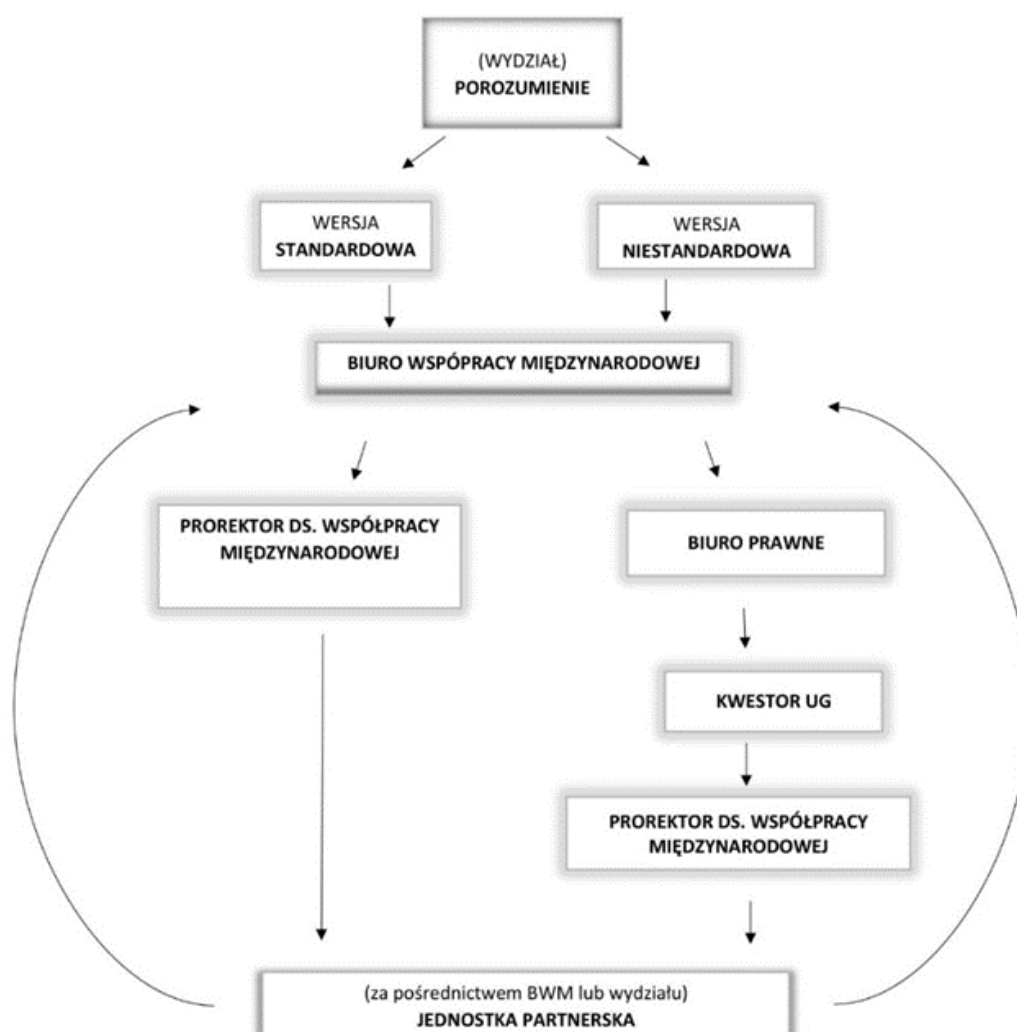 (WYDZIAŁ)
POROZUMIENIE
WERSJA
STANDARDOWA
WERSJA
NIESTANDARDOWA
BIURO WSPÓPRACY MIĘDZYNARODOWEJ
PROREKTOR DS. WSPÓŁPRACY
MIĘDZYNARODOWEJ
BIURO PRAWNE
KWESTOR UG
PROREKTOR DS. WSPÓŁPRACY
MIĘDZYNARODOWEJ
(za pośrednictwem BWM lub wydziału)
JEDNOSTKA PARTNERSKA